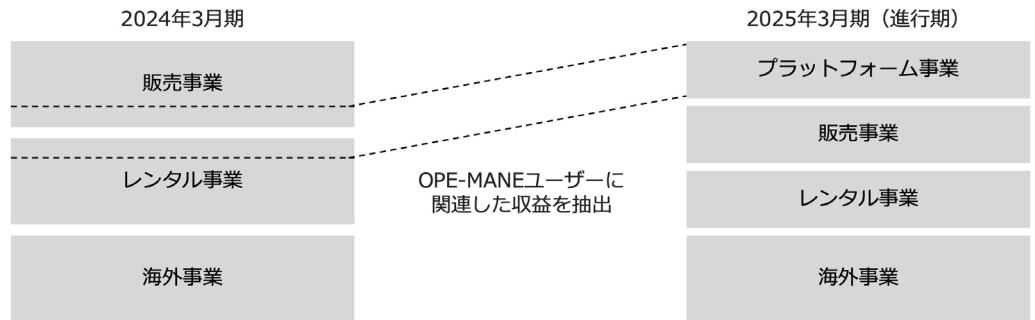 2024年3月期
販売事業
レンタル事業
海外事業
OPE-MANEユーザーに
関連した収益を抽出
2025年3月期（進行期）
プラットフォーム事業
販売事業
レンタル事業
海外事業